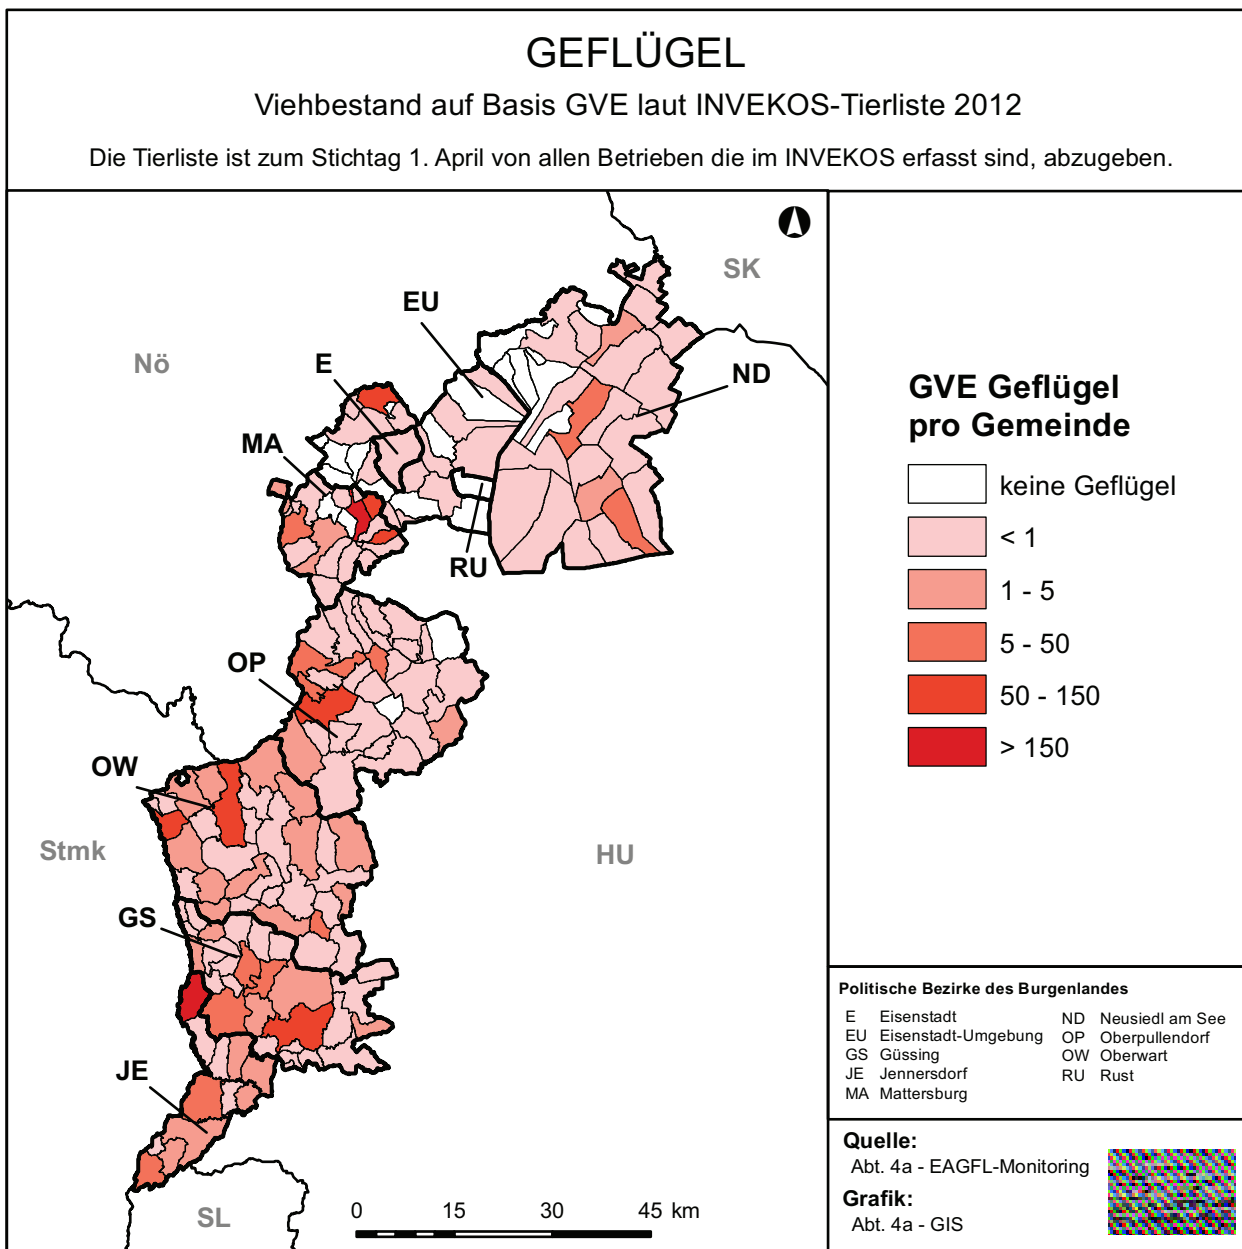 GEFLÜGEL
Viehbestand auf Basis GVE laut INVEKOS-Tierliste 2012
Die Tierliste ist zum Stichtag 1. April von allen Betrieben die im INVEKOS erfasst sind, abzugeben.
SK
EU
Nö
E
ND
MA
RU
OP
OW
Stmk
HU
GS
JE
SL
0 15 30 45 km
GVE Geflügel
pro Gemeinde
keine Geflügel
< 1
1 - 5
5 - 50
50 - 150
> 150
Politische Bezirke des Burgenlandes
E Eisenstadt
EU Eisenstadt-Umgebung
GS Güssing
JE Jennersdorf
MA Mattersburg
ND Neusiedl am See
OP Oberpullendorf
OW Oberwart
RU Rust
Quelle:
Abt. 4a - EAGFL-Monitoring
Grafik:
Abt. 4a - GIS